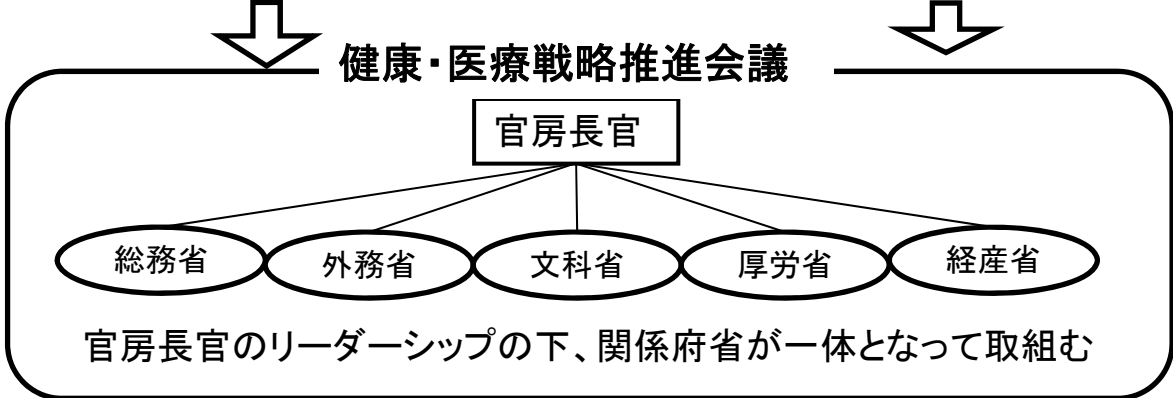 健康・医療戦略推進会議
官房長官
総務省
外務省
文科省
厚労省
経産省
官房長官のリーダーシップの下、関係府省が一体となって取組む